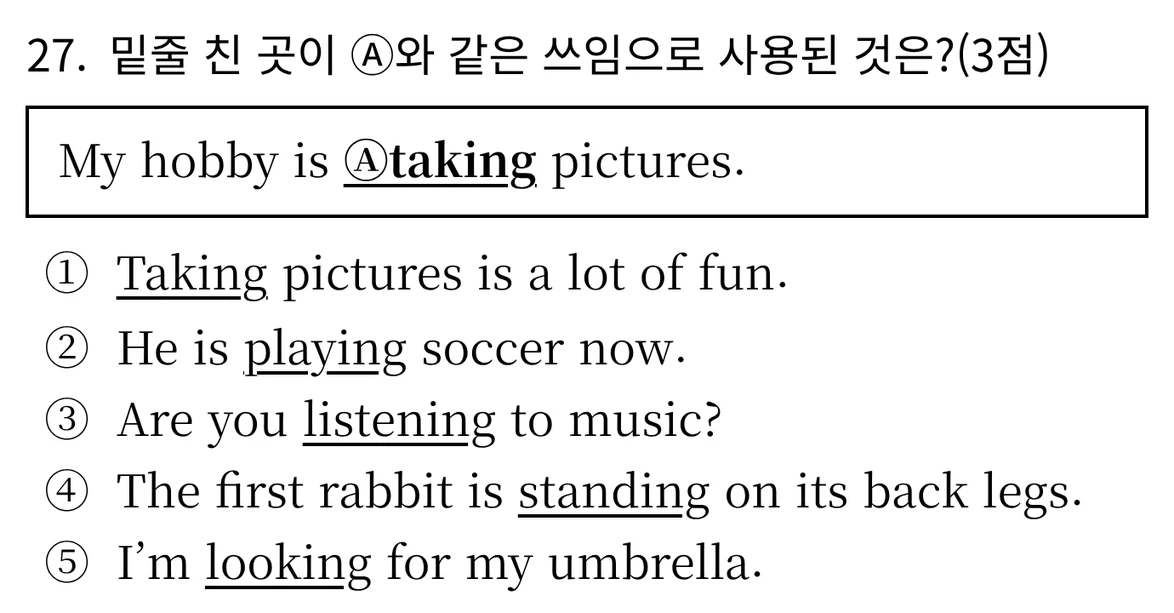 27. 밑줄 친 곳이 Ⓐ와 같은 쓰임으로 사용된 것은?(3점)
My hobby is Ⓐtaking pictures.
① Taking pictures is a lot of fun.
② He is playing soccer now.
③ Are you listening to music?
④ The first rabbit is standing on its back legs.
⑤ I’m looking for my umbrella.